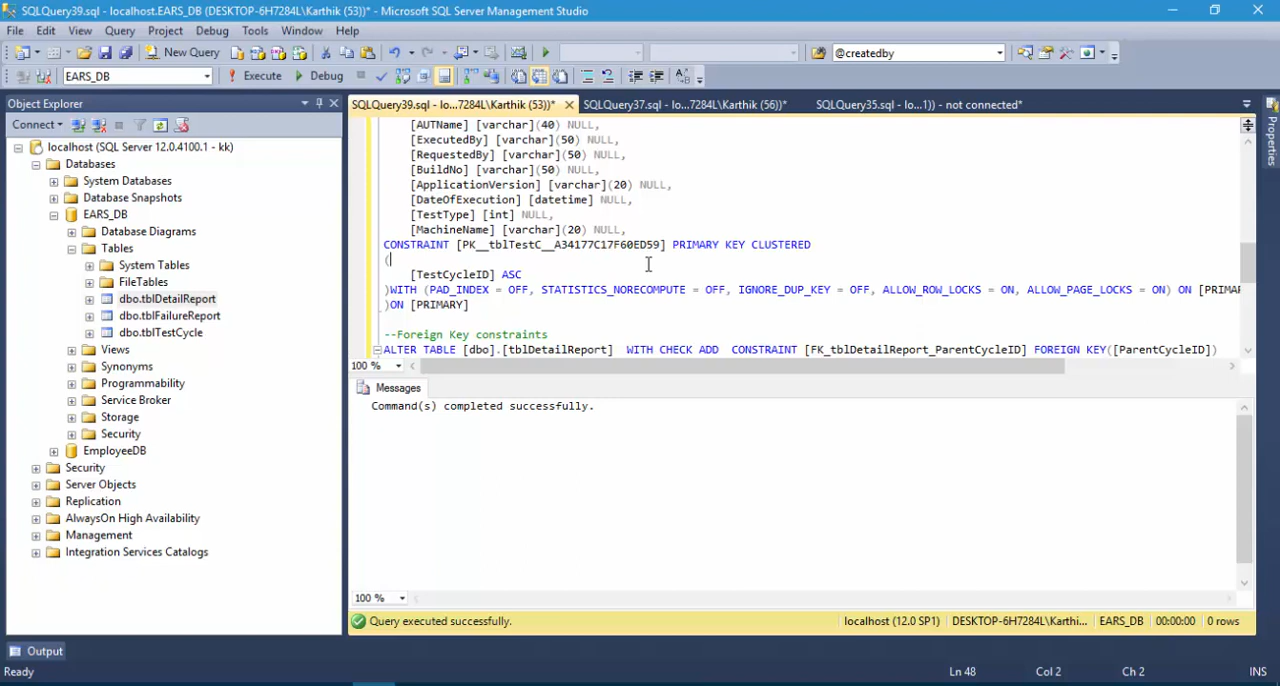 SQLQuery39.sql - localhost.EARS_DB (DESKTOP-6H7284L\Karthik (53))* - Microsoft SQL Server Management Studio
File Edit View Query Project Debug Tools Window Help
New Query @createdby
EARS_DB Execute Debug
Object Explorer
SQLQuery39.sql - lo...7284L\Karthik (53))* SQLQuery37.sql - lo...7284L\Karthik (56))* SQLQuery35.sql - lo...1)) - not connected*
Properties
Connect
localhost (SQL Server 12.0.4100.1 - kk)
Databases
System Databases
Database Snapshots
EARS_DB
Database Diagrams
Tables
System Tables
FileTables
dbo.tblDetailReport
dbo.tblFailureReport
dbo.tblTestCycle
Views
Synonyms
Programmability
Service Broker
Storage
Security
EmployeeDB
Security
Server Objects
Replication
AlwaysOn High Availability
Management
Integration Services Catalogs
[AUTName] [varchar](40) NULL,
[ExecutedBy] [varchar](50) NULL,
[RequestedBy] [varchar](50) NULL,
[BuildNo] [varchar](50) NULL,
[ApplicationVersion] [varchar](20) NULL,
[DateOfExecution] [datetime] NULL,
[TestType] [int] NULL,
[MachineName] [varchar](20) NULL,
CONSTRAINT [PK__tblTestC__A34177C17F60ED59] PRIMARY KEY CLUSTERED
(
[TestCycleID] ASC
)WITH (PAD_INDEX = OFF, STATISTICS_NORECOMPUTE = OFF, IGNORE_DUP_KEY = OFF, ALLOW_ROW_LOCKS = ON, ALLOW_PAGE_LOCKS = ON) ON [PRIMAR
)ON [PRIMARY]
--Foreign Key constraints
ALTER TABLE [dbo].[tblDetailReport] WITH CHECK ADD CONSTRAINT [FK_tblDetailReport_ParentCycleID] FOREIGN KEY([ParentCycleID])
100 %
Messages
Command(s) completed successfully.
100 %
Query executed successfully. localhost (12.0 SP1) DESKTOP-6H7284L\Karthi... EARS_DB 00:00:00 0 rows
Output
Ready Ln 48 Col 2 Ch 2 INS